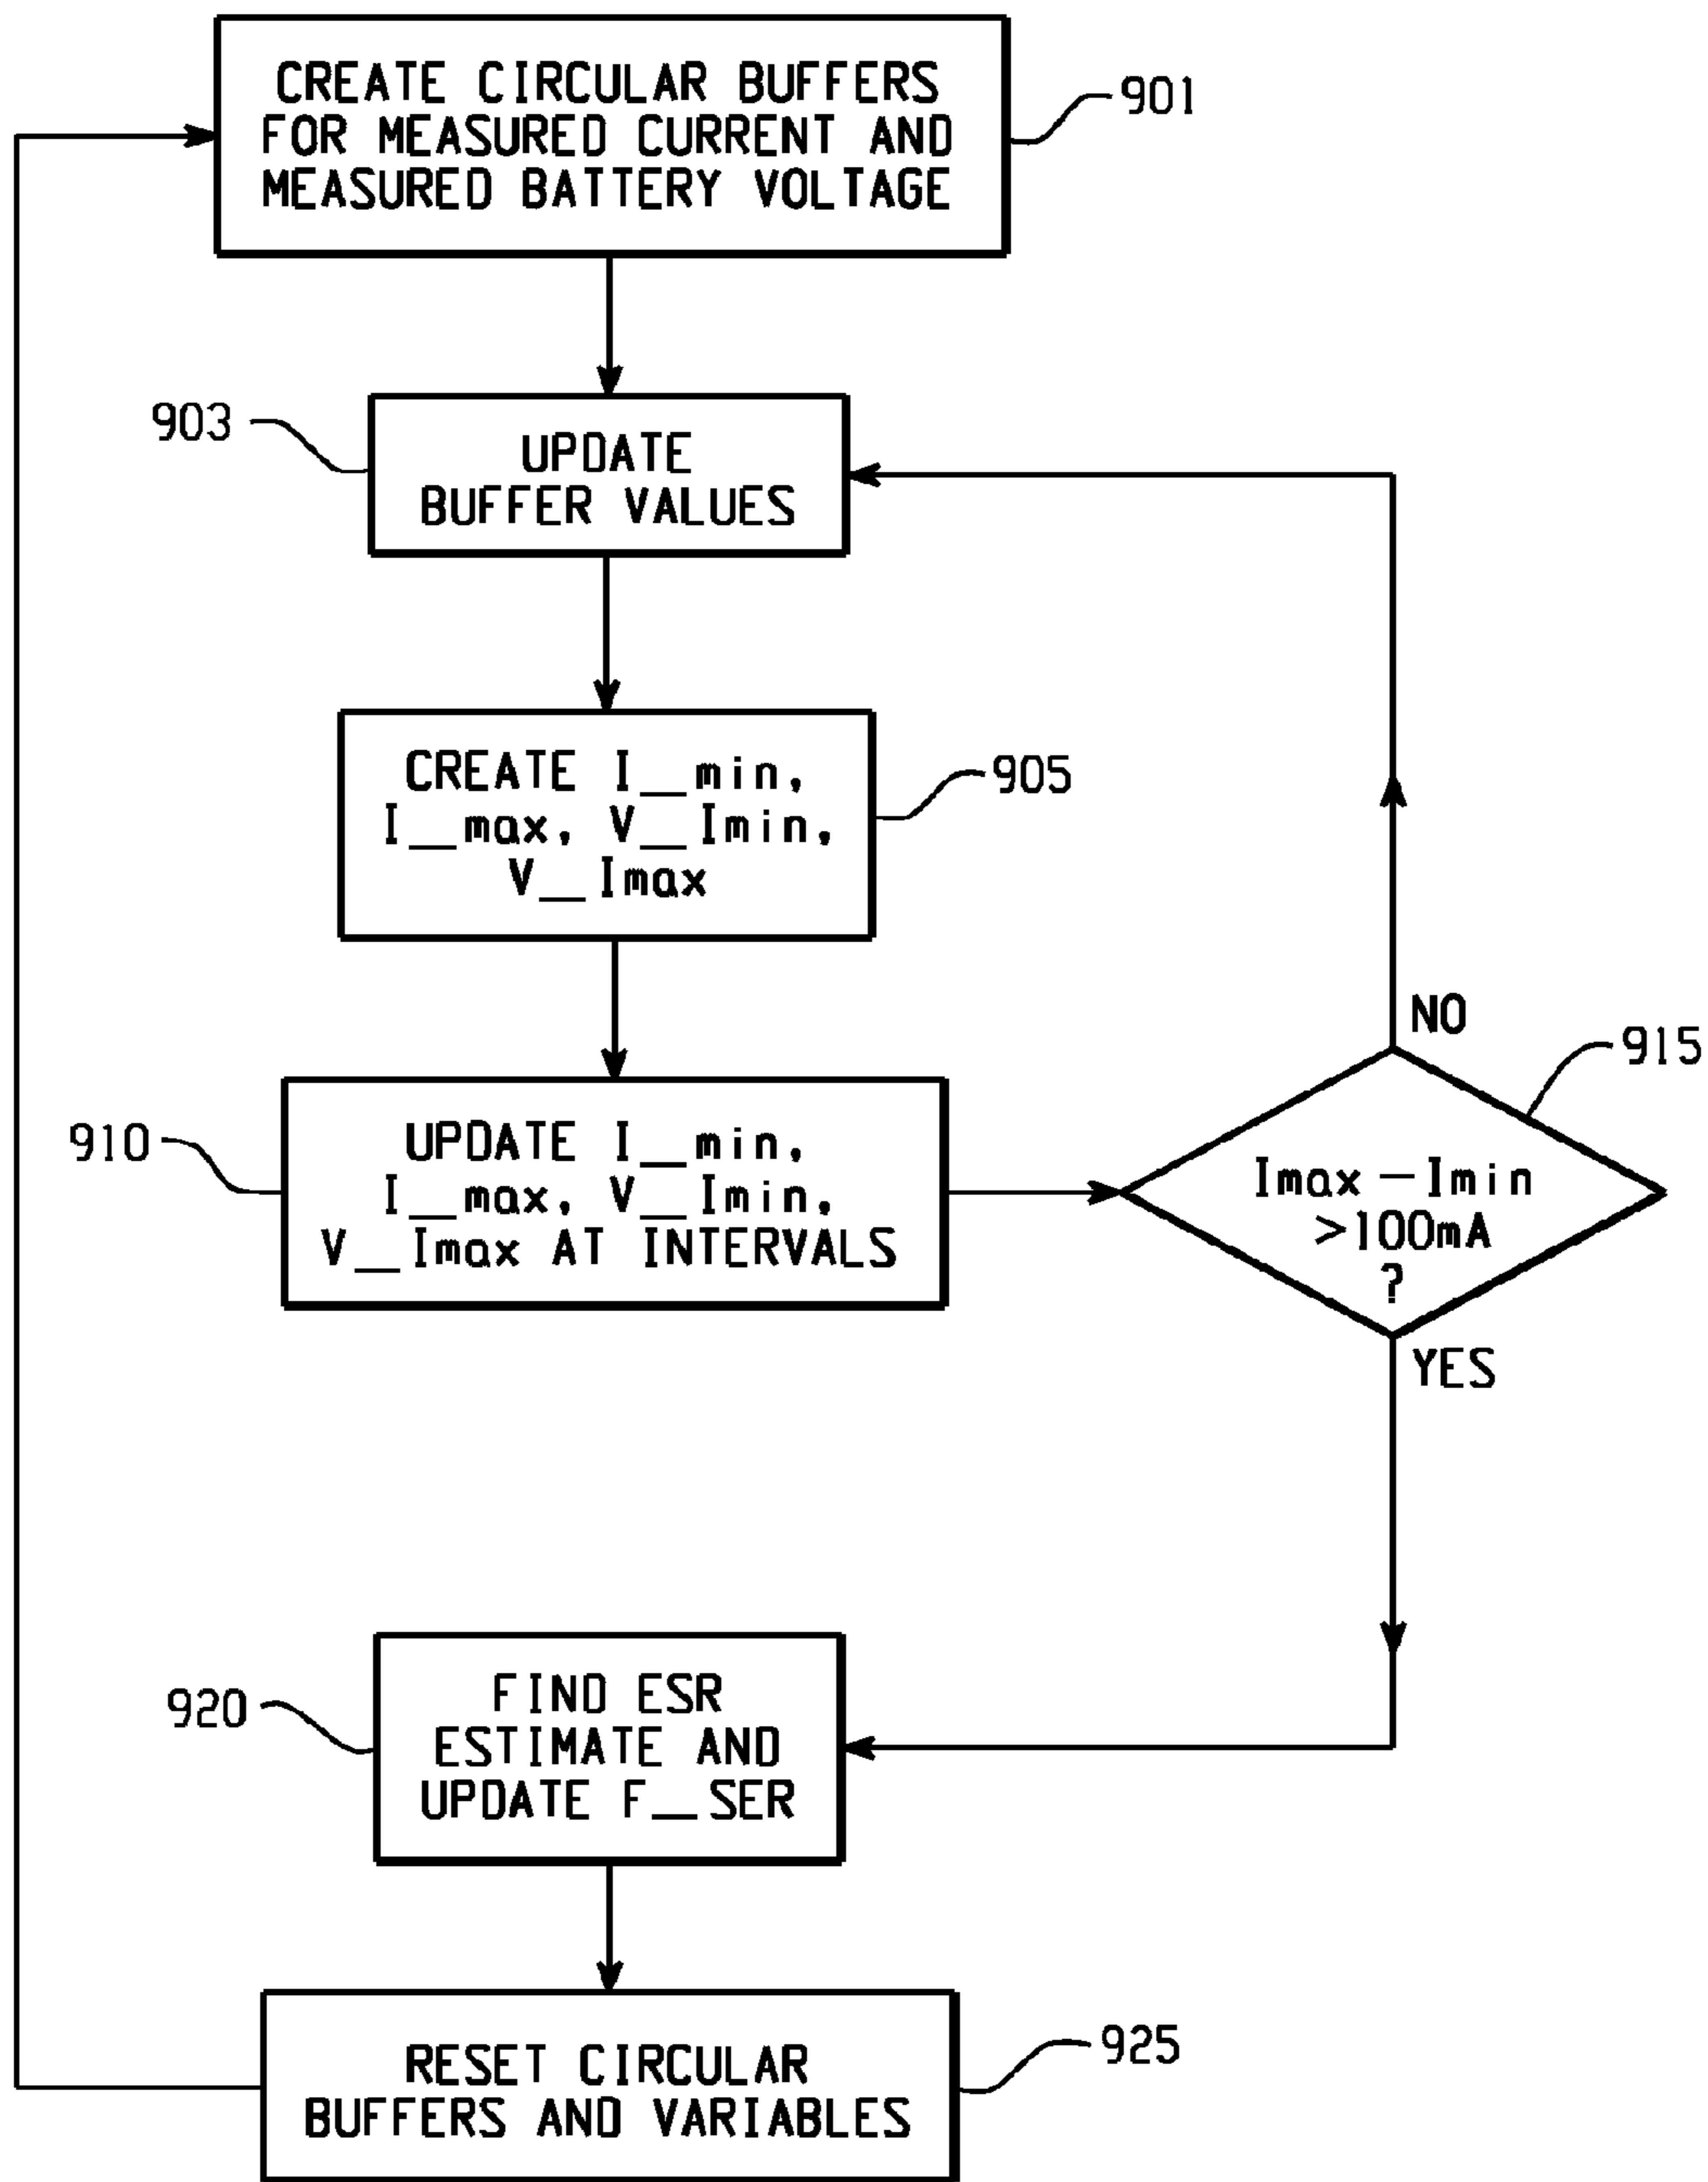 CREATE CIRCULAR BUFFERS
FOR MEASURED CURRENT AND
MEASURED BATTERY VOLTAGE
901
903
UPDATE
BUFFER VALUES
CREATE I__min,
I__max, V__Imin,
V__Imax
905
NO
915
910
UPDATE I__min,
I__max, V__Imin,
V__Imax AT INTERVALS
Imax - Imin
>100mA
?
YES
920
FIND ESR
ESTIMATE AND
UPDATE F__SER
RESET CIRCULAR
BUFFERS AND VARIABLES
925